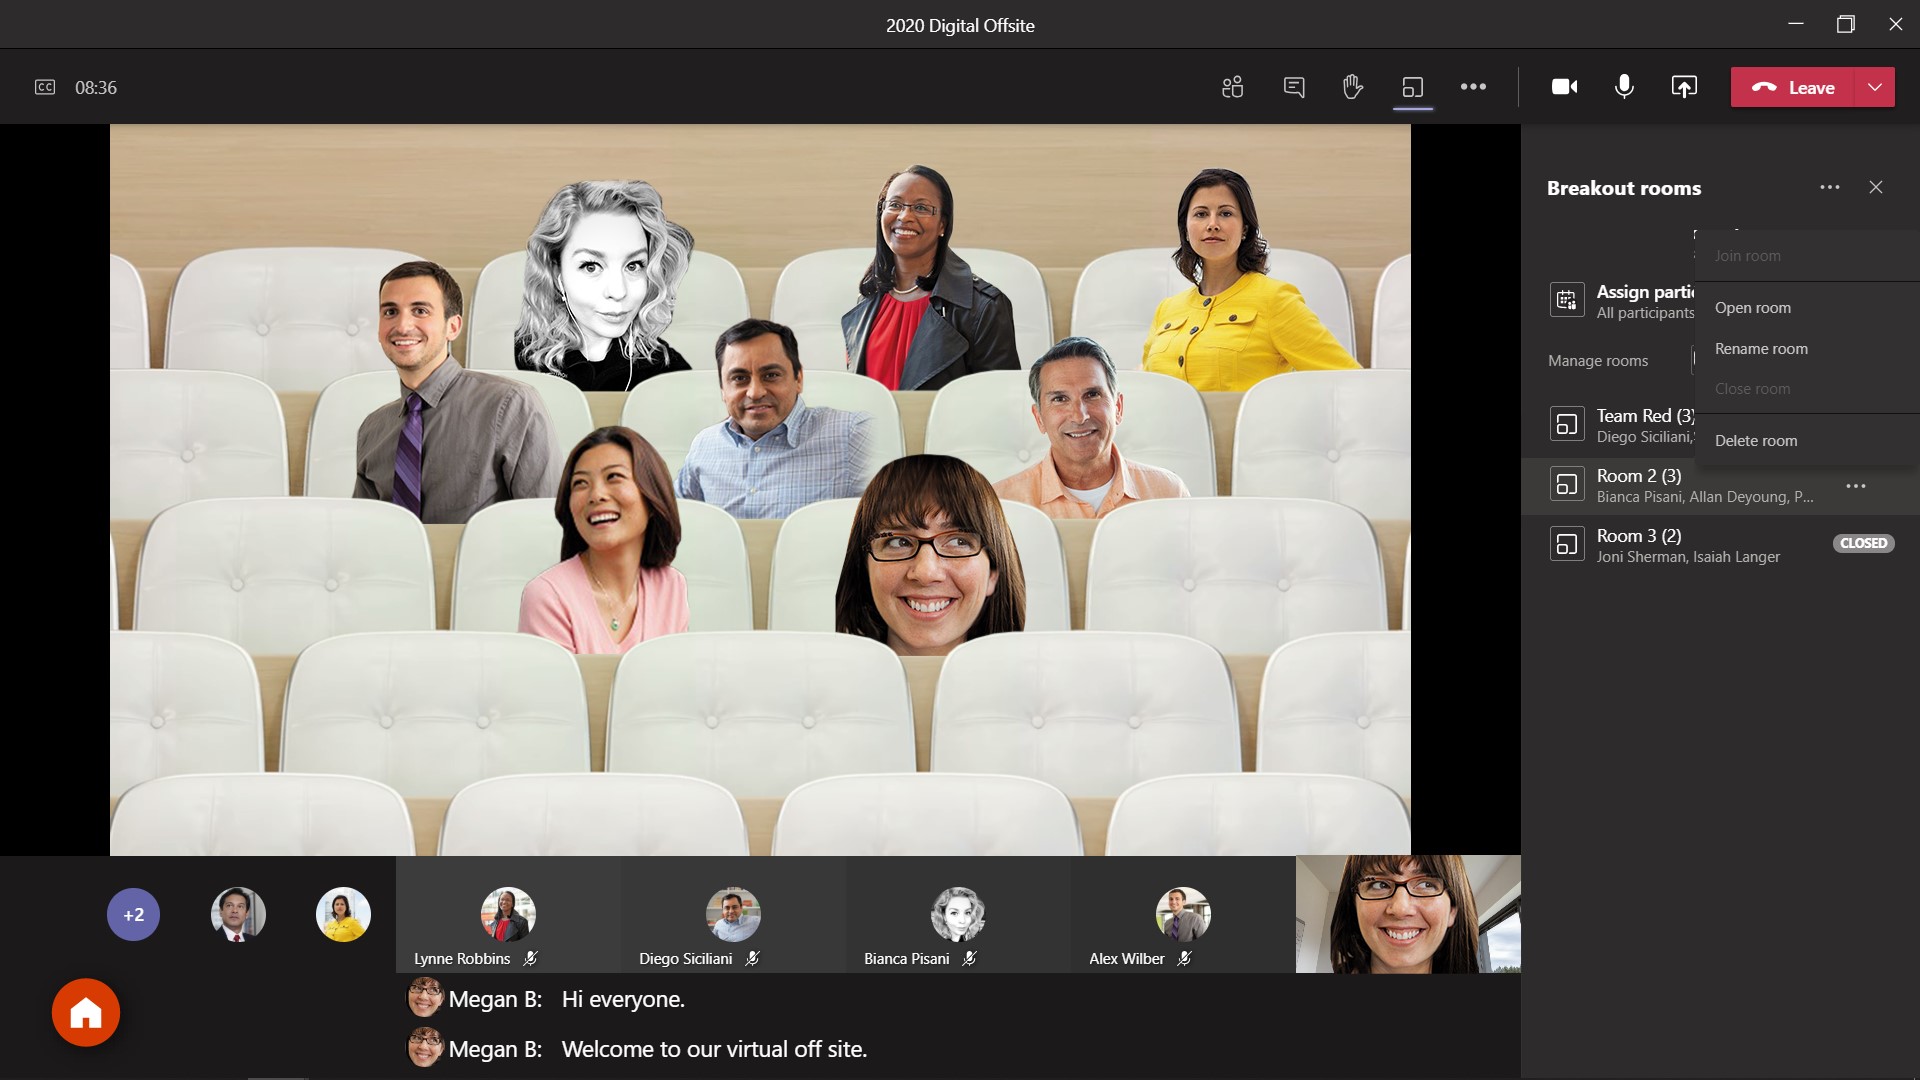 2020 Digital Offsite
CC
08:36
Leave
Breakout rooms
Join room
Assign parti
All participants
Open room
Manage rooms
Rename room
Close room
Team Red (3)
Diego Siciliani,
Delete room
Room 2 (3)
Bianca Pisani, Allan Deyoung, P...
Room 3 (2)
Joni Sherman, Isaiah Langer
CLOSED
+2
Lynne Robbins
Diego Siciliani
Bianca Pisani
Alex Wilber
Megan B: Hi everyone.
Megan B: Welcome to our virtual off site.